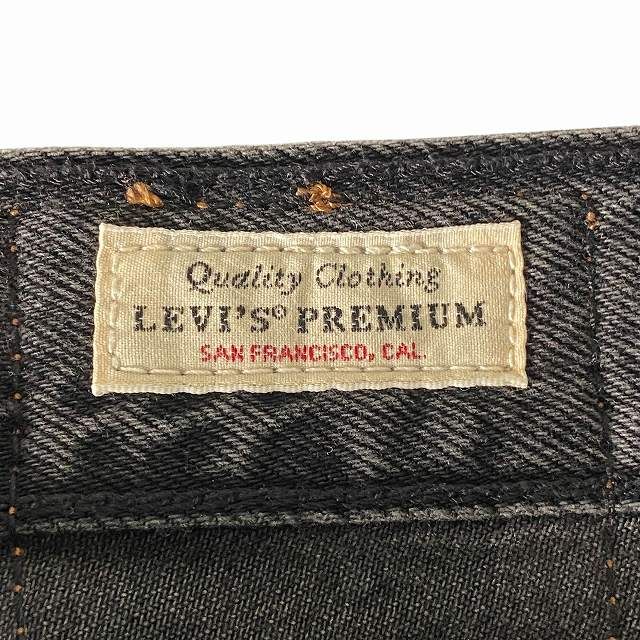 Quality Clothing
LEVI'S® PREMIUM
SAN FRANCISCO, CAL.